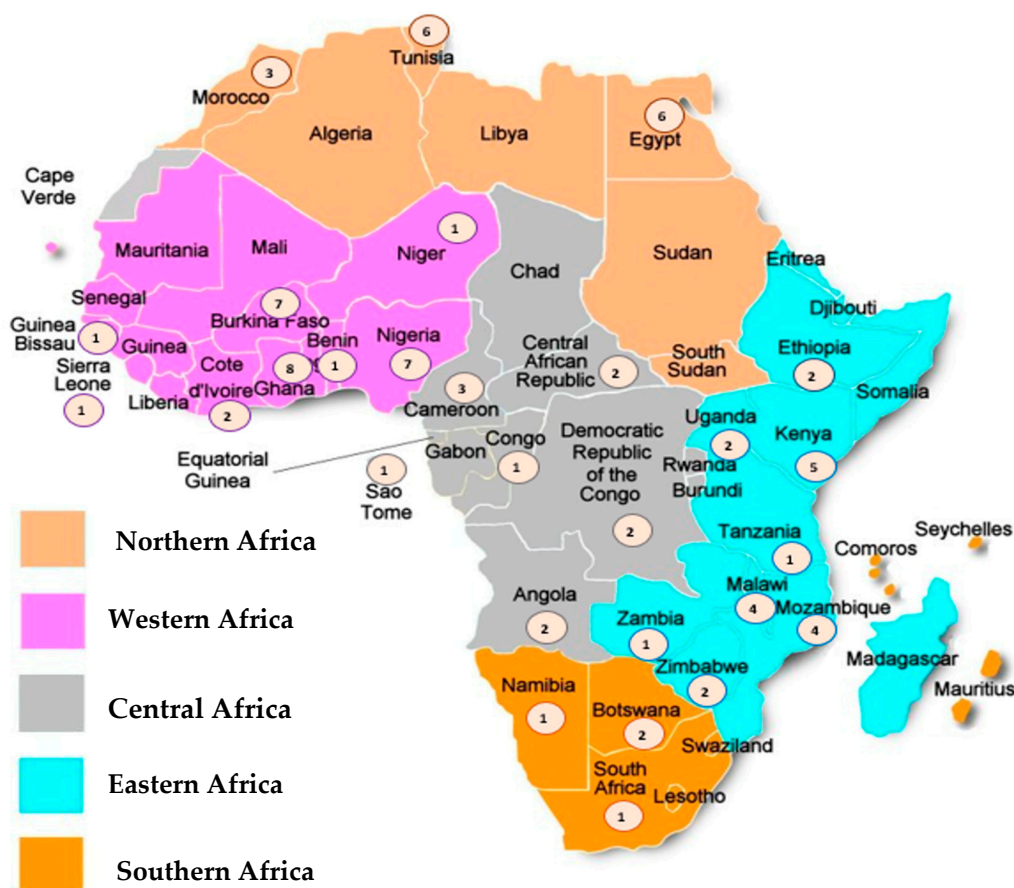 6
Tunisia
3
Morocco
Algeria
Libya
6
Egypt
Cape
Verde
Mauritania
Mali
1
Niger
Chad
Sudan
Eritrea
Djibouti
Senegal
7
Burkina Faso
Guinea
Bissau
1
Guinea
Benin
1
Nigeria
7
Central
African
Republic
2
South
Sudan
Ethiopia
2
Somalia
Sierra
Leone
1
Liberia
Cote
d'Ivoire
2
8
Ghana
3
Cameroon
Equatorial
Guinea
Gabon
Congo
1
1
Sao
Tome
Democratic
Republic
of the
Congo
2
Uganda
2
Kenya
5
Rwanda
Burundi
Tanzania
1
Seychelles
Comoros
Angola
2
Zambia
1
Malawi
4
Mozambique
4
Zimbabwe
2
Madagascar
Mauritius
Namibia
1
Botswana
2
Swaziland
South
Africa
1
Lesotho
Northern Africa
Western Africa
Central Africa
Eastern Africa
Southern Africa